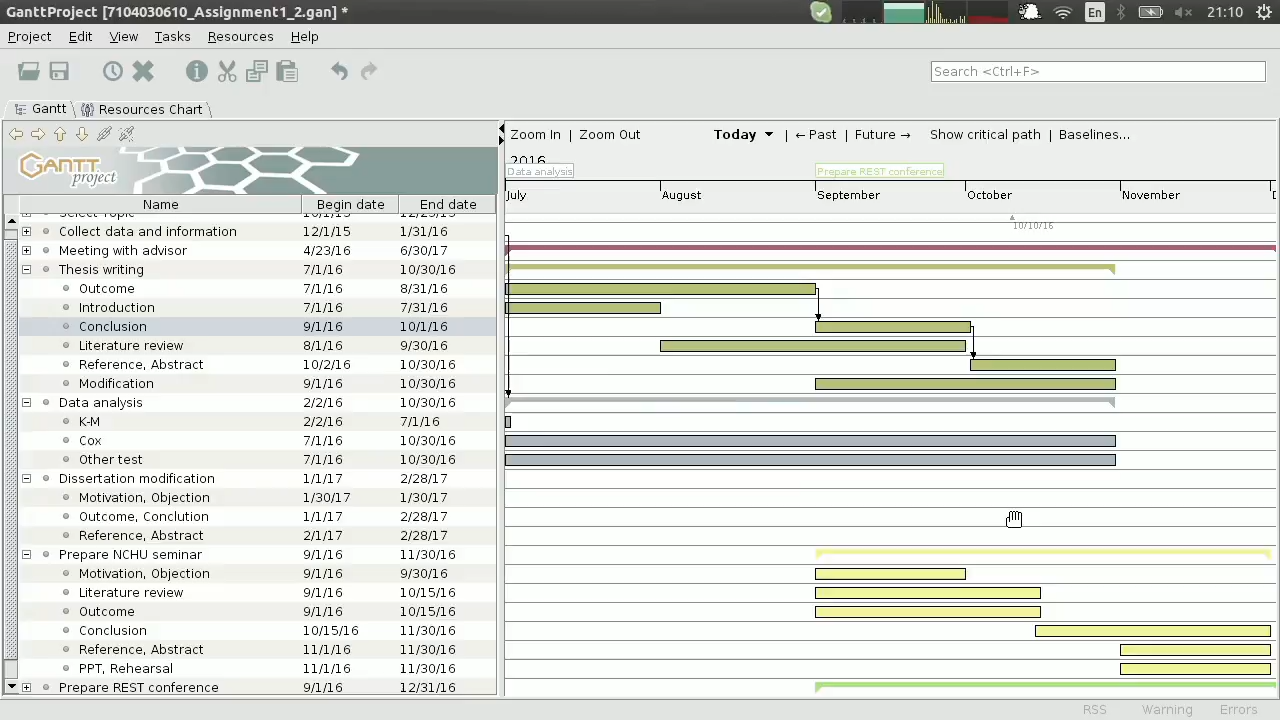 GanttProject [7104030610_Assignment1_2.gan] *
En
21:10
Project Edit View Tasks Resources Help
Search <Ctrl+F>
Gantt Resources Chart
Zoom In | Zoom Out Today | ← Past | Future → Show critical path | Baselines...
GANTT project
2016
Data analysis Prepare REST conference
Name Begin date End date
July August September October November
10/10/16
Select Topic 10/1/15 12/25/15
Collect data and information 12/1/15 1/31/16
Meeting with advisor 4/23/16 6/30/17
Thesis writing 7/1/16 10/30/16
Outcome 7/1/16 8/31/16
Introduction 7/1/16 7/31/16
Conclusion 9/1/16 10/1/16
Literature review 8/1/16 9/30/16
Reference, Abstract 10/2/16 10/30/16
Modification 9/1/16 10/30/16
Data analysis 2/2/16 10/30/16
K-M 2/2/16 7/1/16
Cox 7/1/16 10/30/16
Other test 7/1/16 10/30/16
Dissertation modification 1/1/17 2/28/17
Motivation, Objection 1/30/17 1/30/17
Outcome, Conclution 1/1/17 2/28/17
Reference, Abstract 2/1/17 2/28/17
Prepare NCHU seminar 9/1/16 11/30/16
Motivation, Objection 9/1/16 9/30/16
Literature review 9/1/16 10/15/16
Outcome 9/1/16 10/15/16
Conclusion 10/15/16 11/30/16
Reference, Abstract 11/1/16 11/30/16
PPT, Rehearsal 11/1/16 11/30/16
Prepare REST conference 9/1/16 12/31/16
RSS Warning Errors